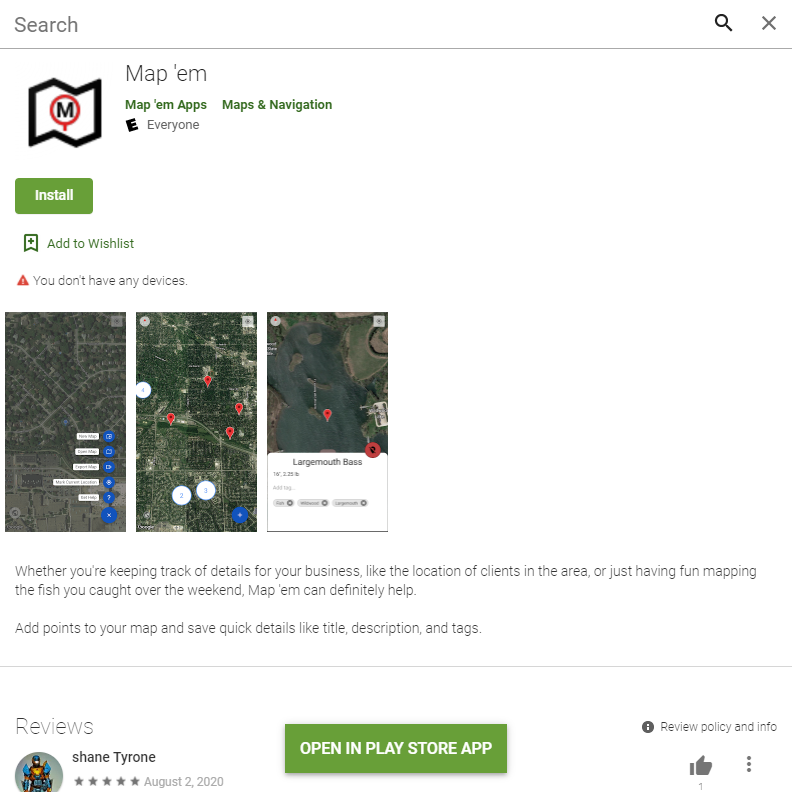 Search
Map 'em
M
Map 'em Apps Maps & Navigation
E Everyone
Install
Add to Wishlist
You don't have any devices.
New Map
Open Map
Export Map
Mark Current Location
Get Help
4
2
3
Google
Largemouth Bass
16", 2.25 lb
Add tag...
Fish
Wildwood
Largemouth
Whether you're keeping track of details for your business, like the location of clients in the area, or just having fun mapping
the fish you caught over the weekend, Map 'em can definitely help.
Add points to your map and save quick details like title, description, and tags.
Reviews
Review policy and info
OPEN IN PLAY STORE APP
shane Tyrone
August 2, 2020
1